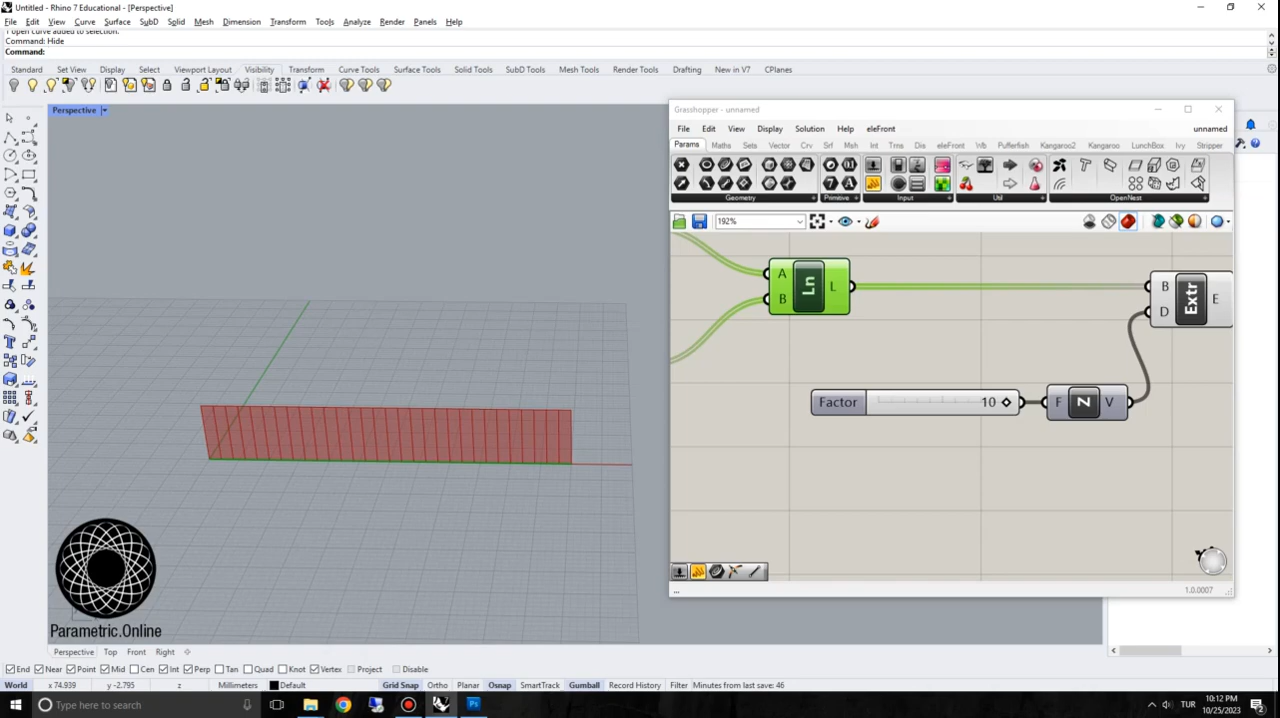 Untitled - Rhino 7 Educational - [Perspective]
File Edit View Curve Surface SubD Solid Mesh Dimension Transform Tools Analyze Render Panels Help
1 open curve added to selection.
Command: Hide
Command:
Standard Set View Display Select Viewport Layout Visibility Transform Curve Tools Surface Tools Solid Tools SubD Tools Mesh Tools Render Tools Drafting New in V7 CPlanes
Perspective
Grasshopper - unnamed
File Edit View Display Solution Help eleFront unnamed
Params Maths Sets Vector Crv Srf Msh Int Trns Dis eleFront Wb Pufferfish Kangaroo2 Kangaroo LunchBox Ivy Stripper
Geometry Primitive Input Util OpenNest
192%
A Ln L
B
B Extr E
D
Factor 10
F N V
...
1.0.0007
Parametric.Online
Perspective Top Front Right
End Near Point Mid Cen Int Perp Tan Quad Knot Vertex Project Disable
World x 74.939 y -2.795 z Millimeters Default Grid Snap Ortho Planar Osnap SmartTrack Gumball Record History Filter Minutes from last save: 46
Type here to search
Ps
TUR
10:12 PM
10/25/2023
2